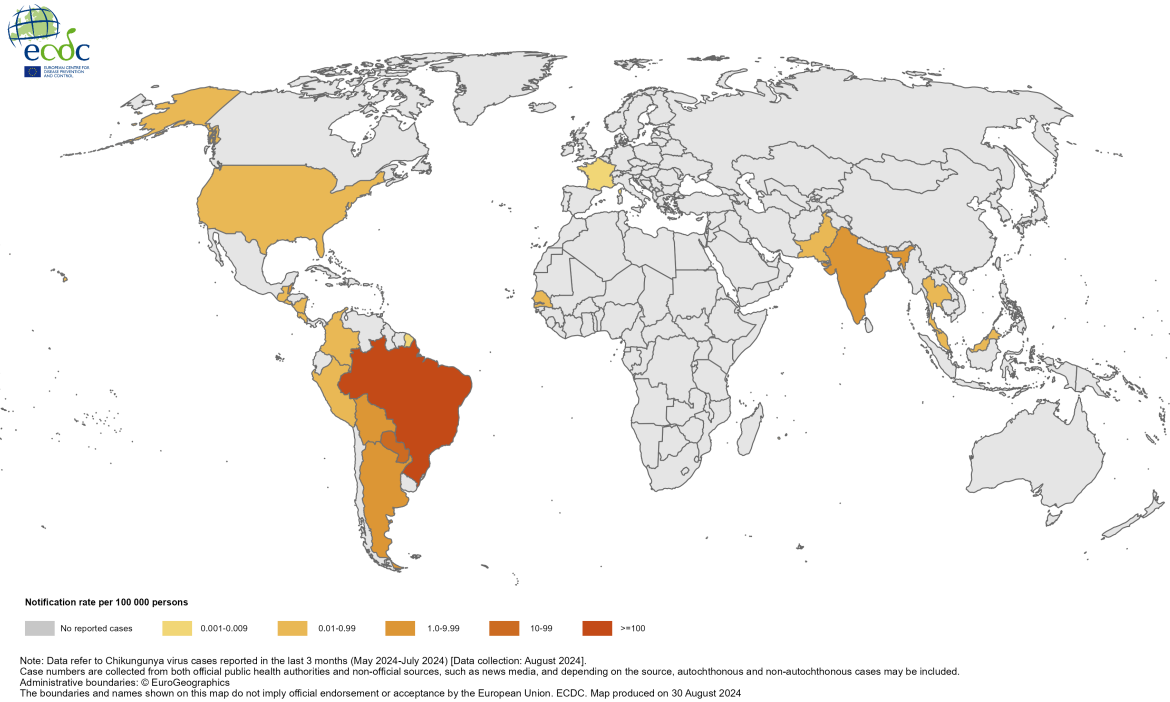 ecdc
EUROPEAN CENTRE FOR
DISEASE PREVENTION
AND CONTROL
Notification rate per 100 000 persons
No reported cases
0.001-0.009
0.01-0.99
1.0-9.99
10-99
>=100
Note: Data refer to Chikungunya virus cases reported in the last 3 months (May 2024-July 2024) [Data collection: August 2024].
Case numbers are collected from both official public health authorities and non-official sources, such as news media, and depending on the source, autochthonous and non-autochthonous cases may be included.
Administrative boundaries: © EuroGeographics
The boundaries and names shown on this map do not imply official endorsement or acceptance by the European Union. ECDC. Map produced on 30 August 2024